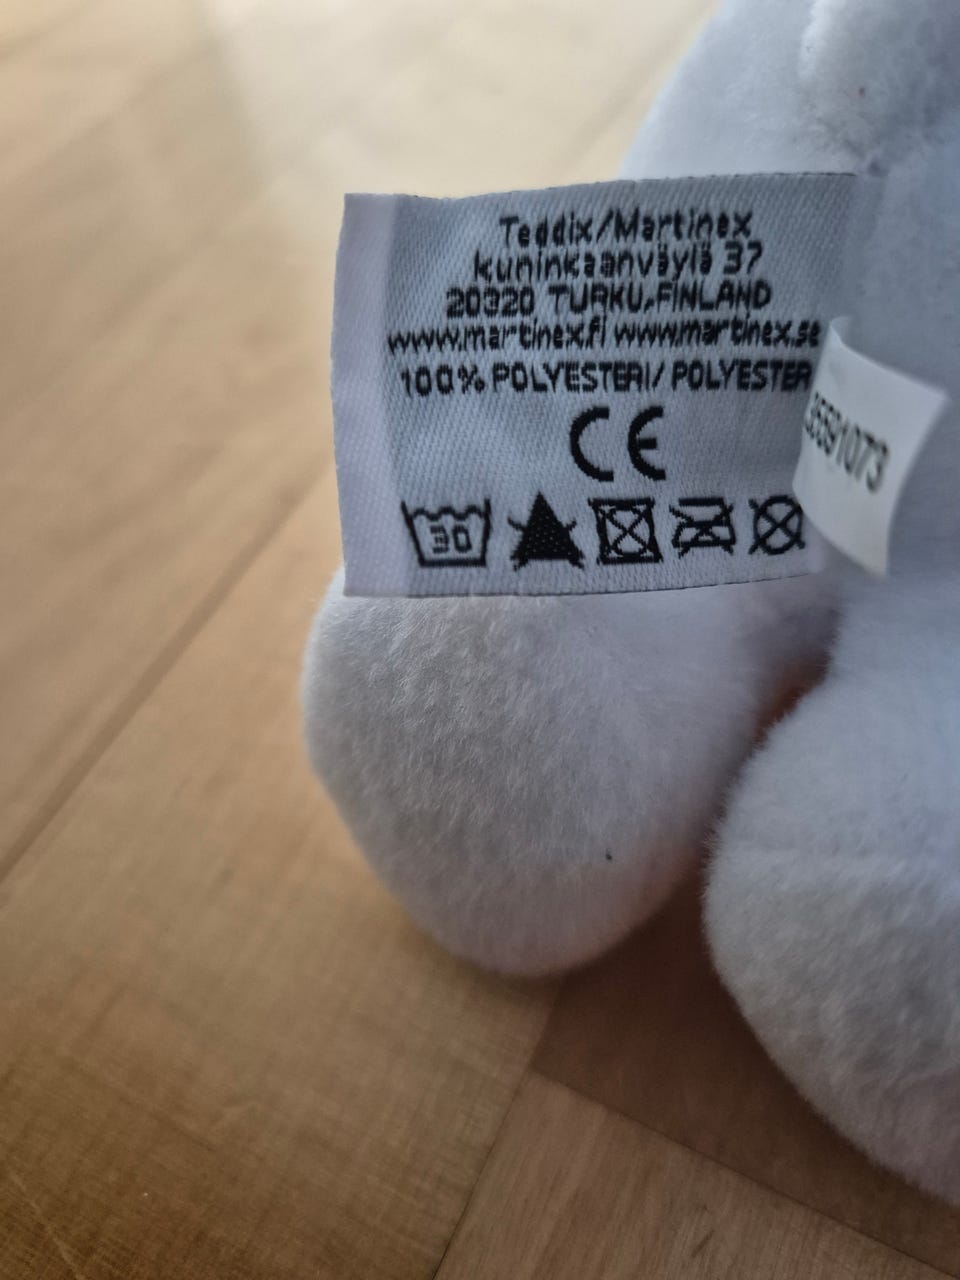 Teddix/Martinex
kuninkaanväylä 37
20320 TURKU,FINLAND
www.martinex.fi www.martinex.se
100% POLYESTERI/ POLYESTER
CE
30